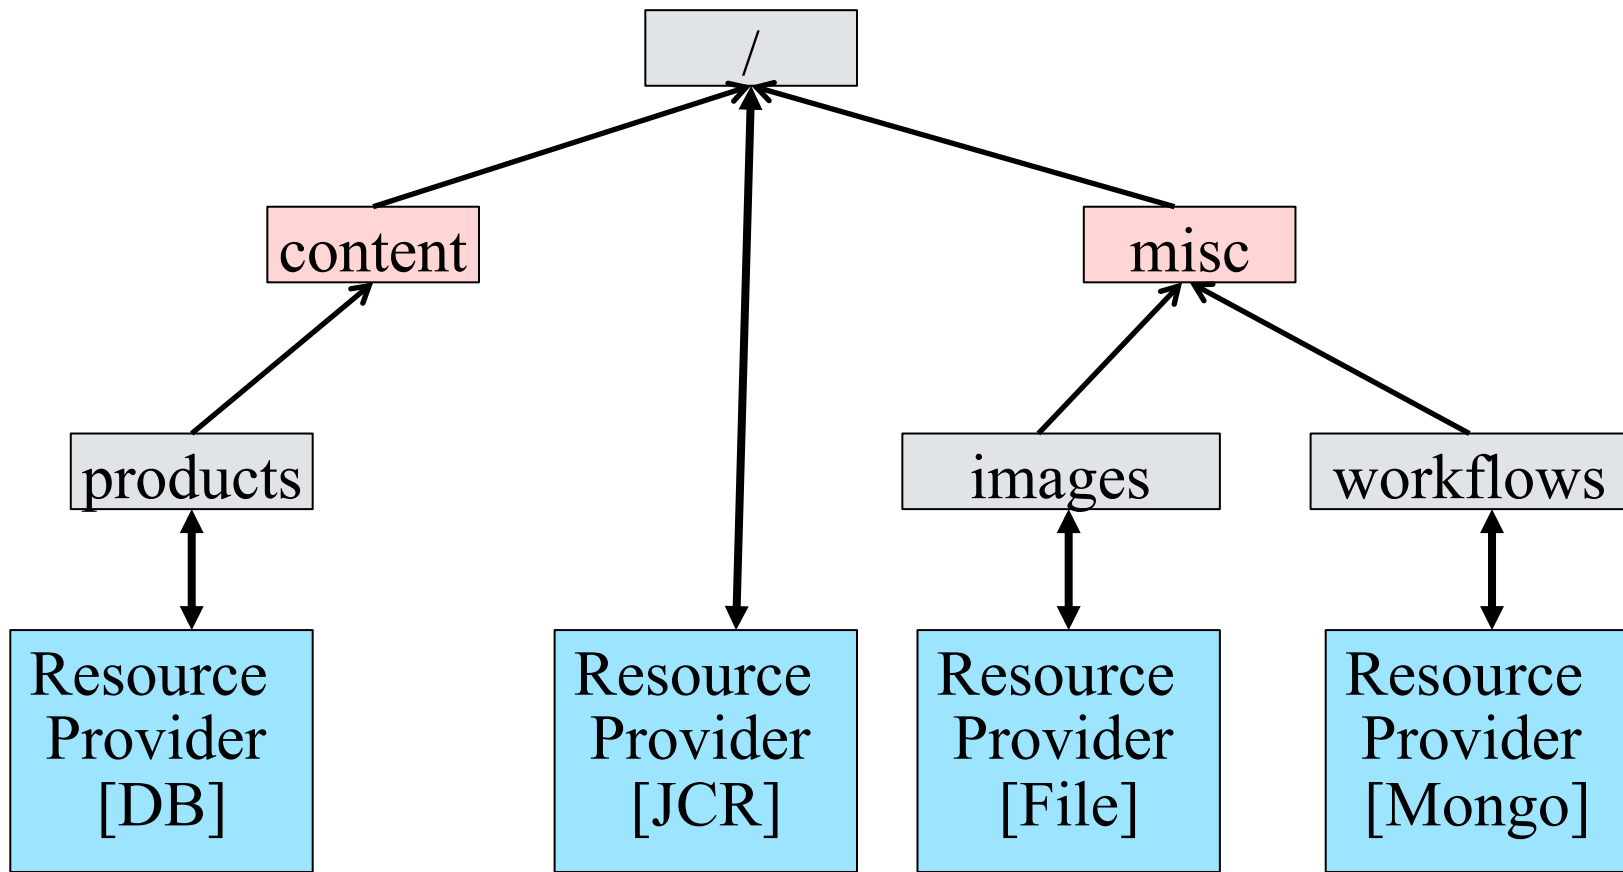 /
content
misc
products
images
workflows
Resource
Provider
[DB]
Resource
Provider
[JCR]
Resource
Provider
[File]
Resource
Provider
[Mongo]